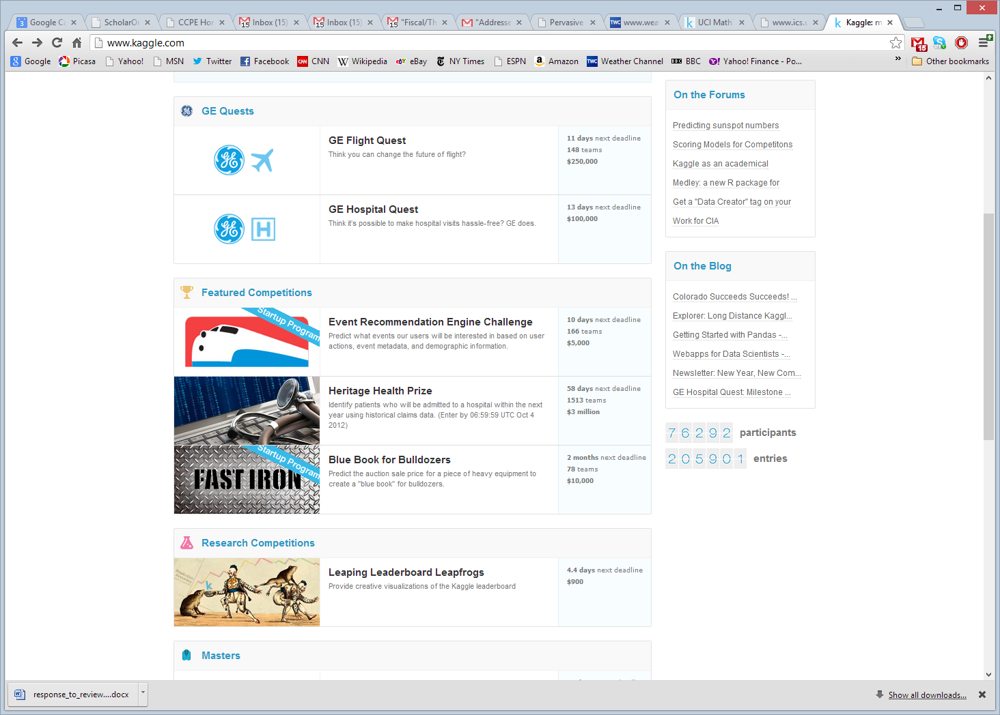 Google Ca
ScholarOn
CCPE Hon
Inbox (15)
Inbox (15)
"Fiscal/Th
"Addresse
Pervasive
www.wea
UCI Math
www.ics.u
Kaggle: m
www.kaggle.com
15
Google
Picasa
Yahoo!
MSN
Twitter
Facebook
CNN
Wikipedia
eBay
NY Times
ESPN
Amazon
Weather Channel
BBC
Yahoo! Finance - Po...
»
Other bookmarks
GE Quests
GE Flight Quest
Think you can change the future of flight?
11 days next deadline
148 teams
$250,000
GE Hospital Quest
Think it's possible to make hospital visits hassle-free? GE does.
13 days next deadline
$100,000
Featured Competitions
Startup Program
Event Recommendation Engine Challenge
Predict what events our users will be interested in based on user
actions, event metadata, and demographic information.
10 days next deadline
166 teams
$5,000
Heritage Health Prize
Identify patients who will be admitted to a hospital within the next
year using historical claims data. (Enter by 06:59:59 UTC Oct 4
2012)
58 days next deadline
1513 teams
$3 million
Startup Program
FAST IRON
Blue Book for Bulldozers
Predict the auction sale price for a piece of heavy equipment to
create a "blue book" for bulldozers.
2 months next deadline
78 teams
$10,000
Research Competitions
Leaping Leaderboard Leapfrogs
Provide creative visualizations of the Kaggle leaderboard
4.4 days next deadline
$900
Masters
On the Forums
Predicting sunspot numbers
Scoring Models for Competitons
Kaggle as an academical
Medley: a new R package for
Get a "Data Creator" tag on your
Work for CIA
On the Blog
Colorado Succeeds Succeeds! ...
Explorer: Long Distance Kaggl...
Getting Started with Pandas -...
Webapps for Data Scientists -...
Newsletter: New Year, New Com...
GE Hospital Quest: Milestone ...
76292 participants
205901 entries
response_to_review....docx
Show all downloads...